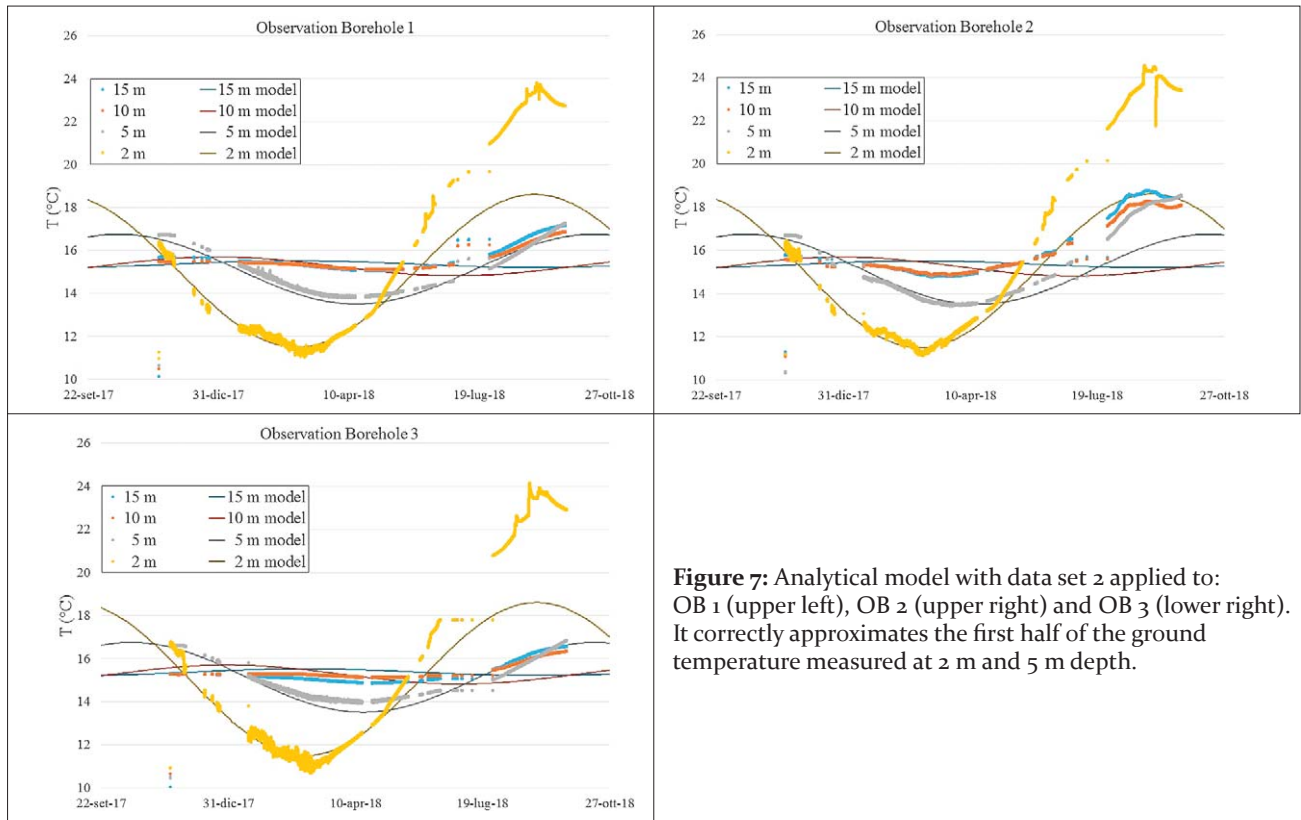 Observation Borehole 1
26
24
22
20
18
16
14
12
10
T (°C)
15 m 15 m model
10 m 10 m model
5 m 5 m model
2 m 2 m model
22-set-17 31-dic-17 10-apr-18 19-lug-18 27-ott-18
Observation Borehole 2
26
24
22
20
18
16
14
12
10
T (°C)
15 m 15 m model
10 m 10 m model
5 m 5 m model
2 m 2 m model
22-set-17 31-dic-17 10-apr-18 19-lug-18 27-ott-18
Observation Borehole 3
26
24
22
20
18
16
14
12
10
T (°C)
15 m 15 m model
10 m 10 m model
5 m 5 m model
2 m 2 m model
22-set-17 31-dic-17 10-apr-18 19-lug-18 27-ott-18
Figure 7: Analytical model with data set 2 applied to:
OB 1 (upper left), OB 2 (upper right) and OB 3 (lower right).
It correctly approximates the first half of the ground
temperature measured at 2 m and 5 m depth.